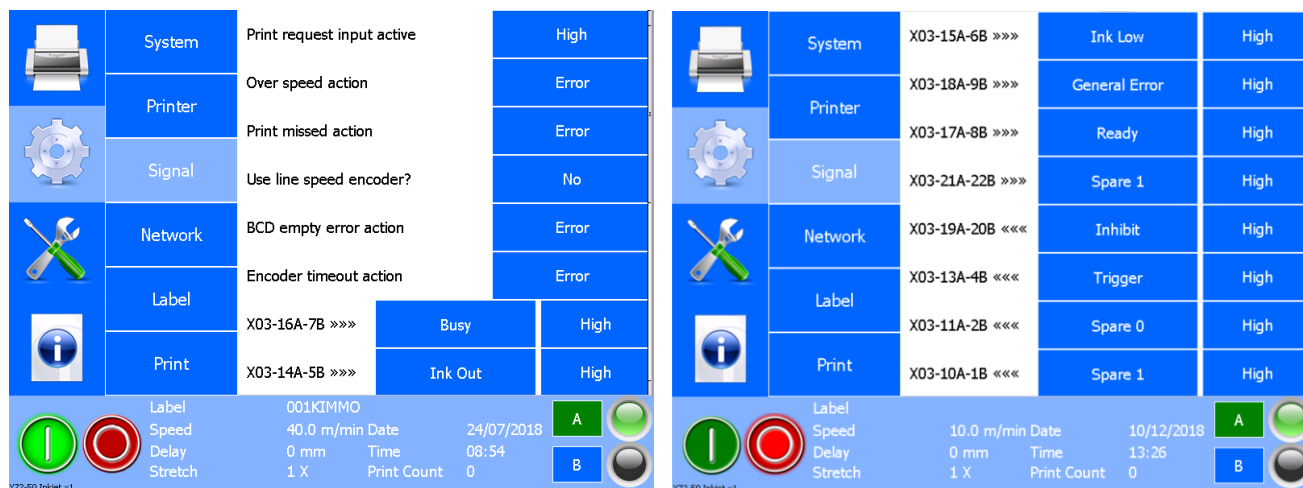 System
Printer
Signal
Network
Label
Print
Print request input active High
Over speed action Error
Print missed action Error
Use line speed encoder? No
BCD empty error action Error
Encoder timeout action Error
X03-16A-7B »»» Busy High
X03-14A-5B »»» Ink Out High
Label 001KIMMO
Speed 40.0 m/min Date 24/07/2018
Delay 0 mm Time 08:54
Stretch 1 X Print Count 0
A
B
System
Printer
Signal
Network
Label
Print
X03-15A-6B »»» Ink Low High
X03-18A-9B »»» General Error High
X03-17A-8B »»» Ready High
X03-21A-22B »»» Spare 1 High
X03-19A-20B ««« Inhibit High
X03-13A-4B ««« Trigger High
X03-11A-2B ««« Spare 0 High
X03-10A-1B ««« Spare 1 High
Label
Speed 10.0 m/min Date 10/12/2018
Delay 0 mm Time 13:26
Stretch 1 X Print Count 0
A
B